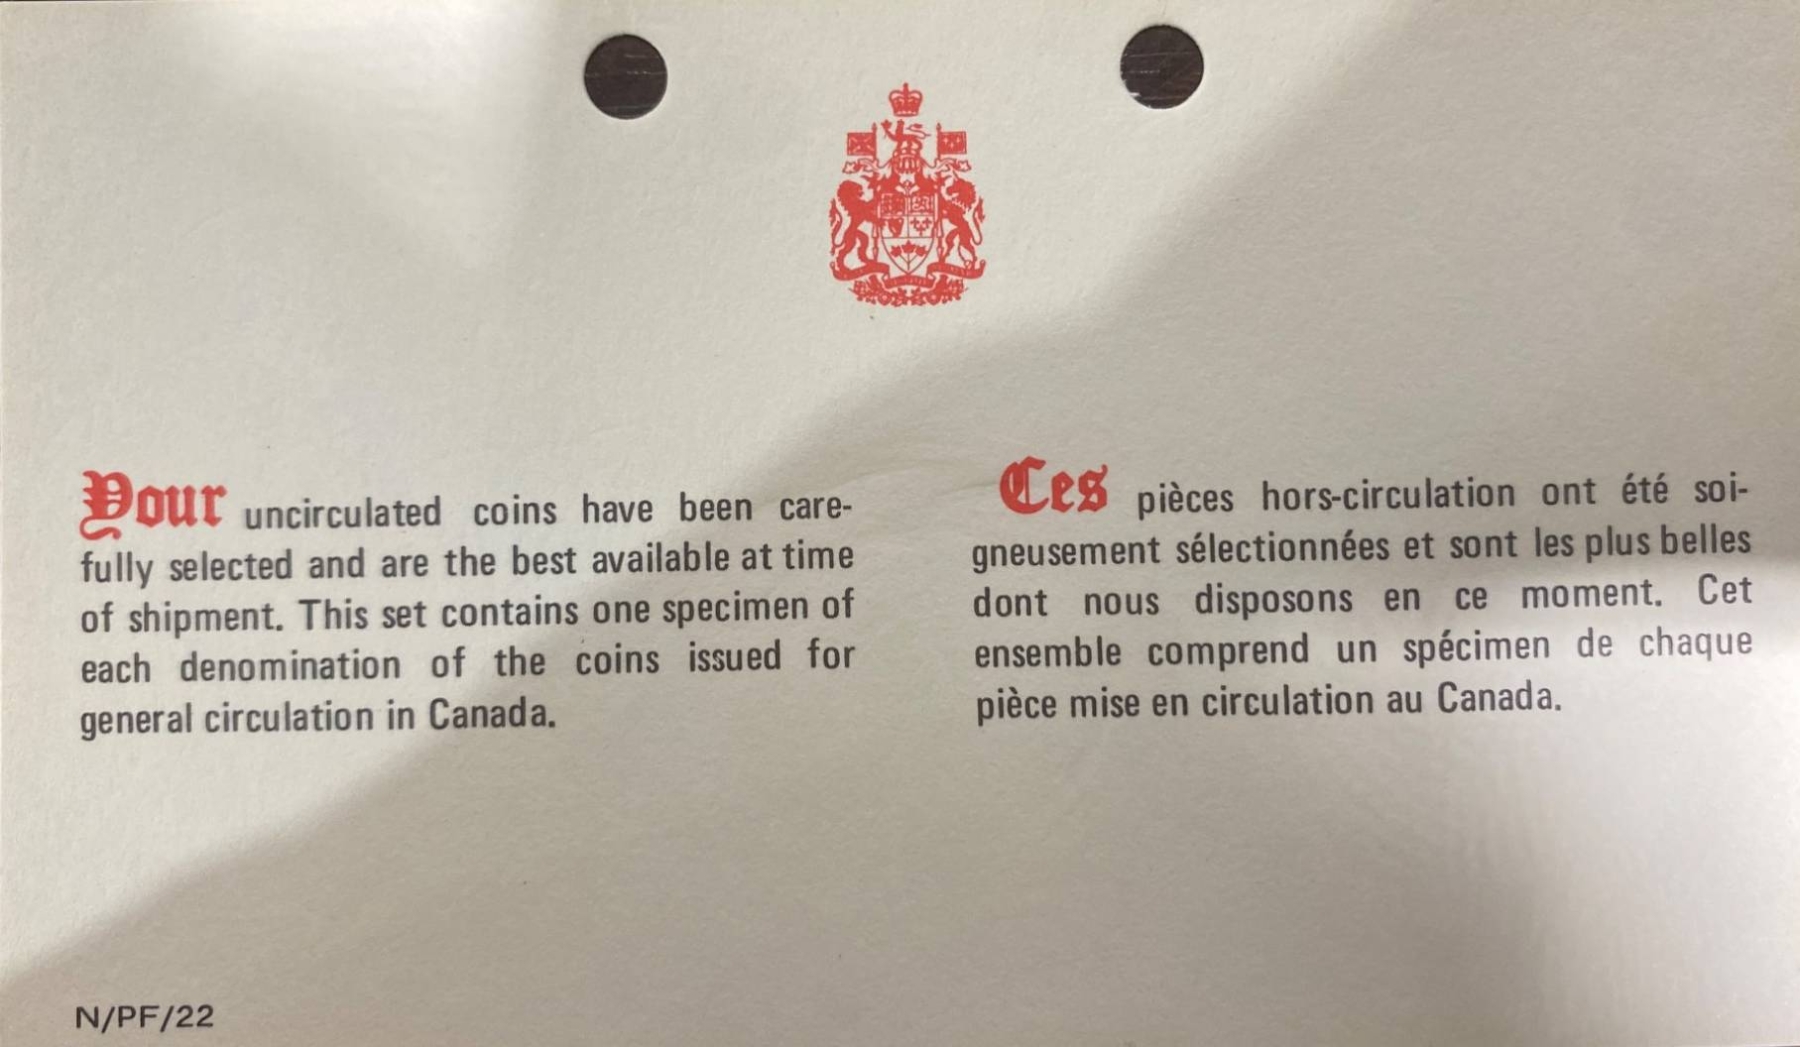 Your uncirculated coins have been care-
fully selected and are the best available at time
of shipment. This set contains one specimen of
each denomination of the coins issued for
general circulation in Canada.
Ces pièces hors-circulation ont été soi-
gneusement sélectionnées et sont les plus belles
dont nous disposons en ce moment. Cet
ensemble comprend un spécimen de chaque
pièce mise en circulation au Canada.
N/PF/22